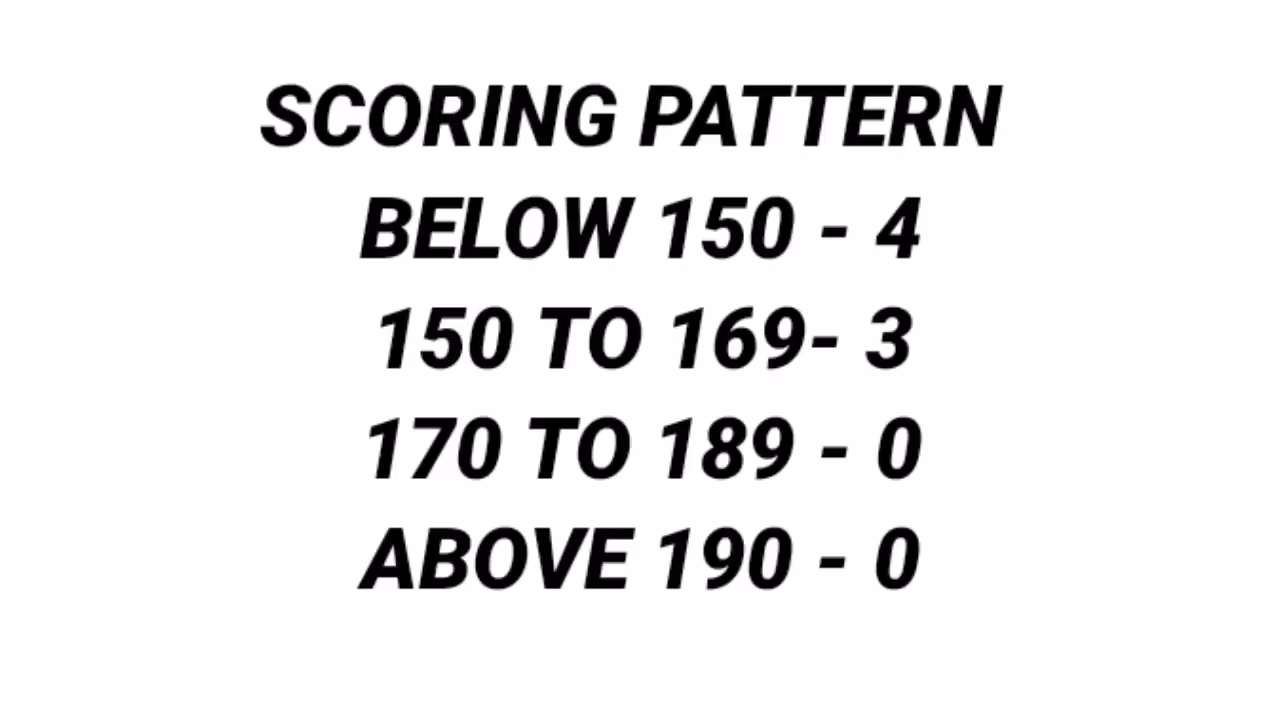 SCORING PATTERN
BELOW 150 - 4
150 TO 169- 3
170 TO 189 - 0
ABOVE 190 - 0